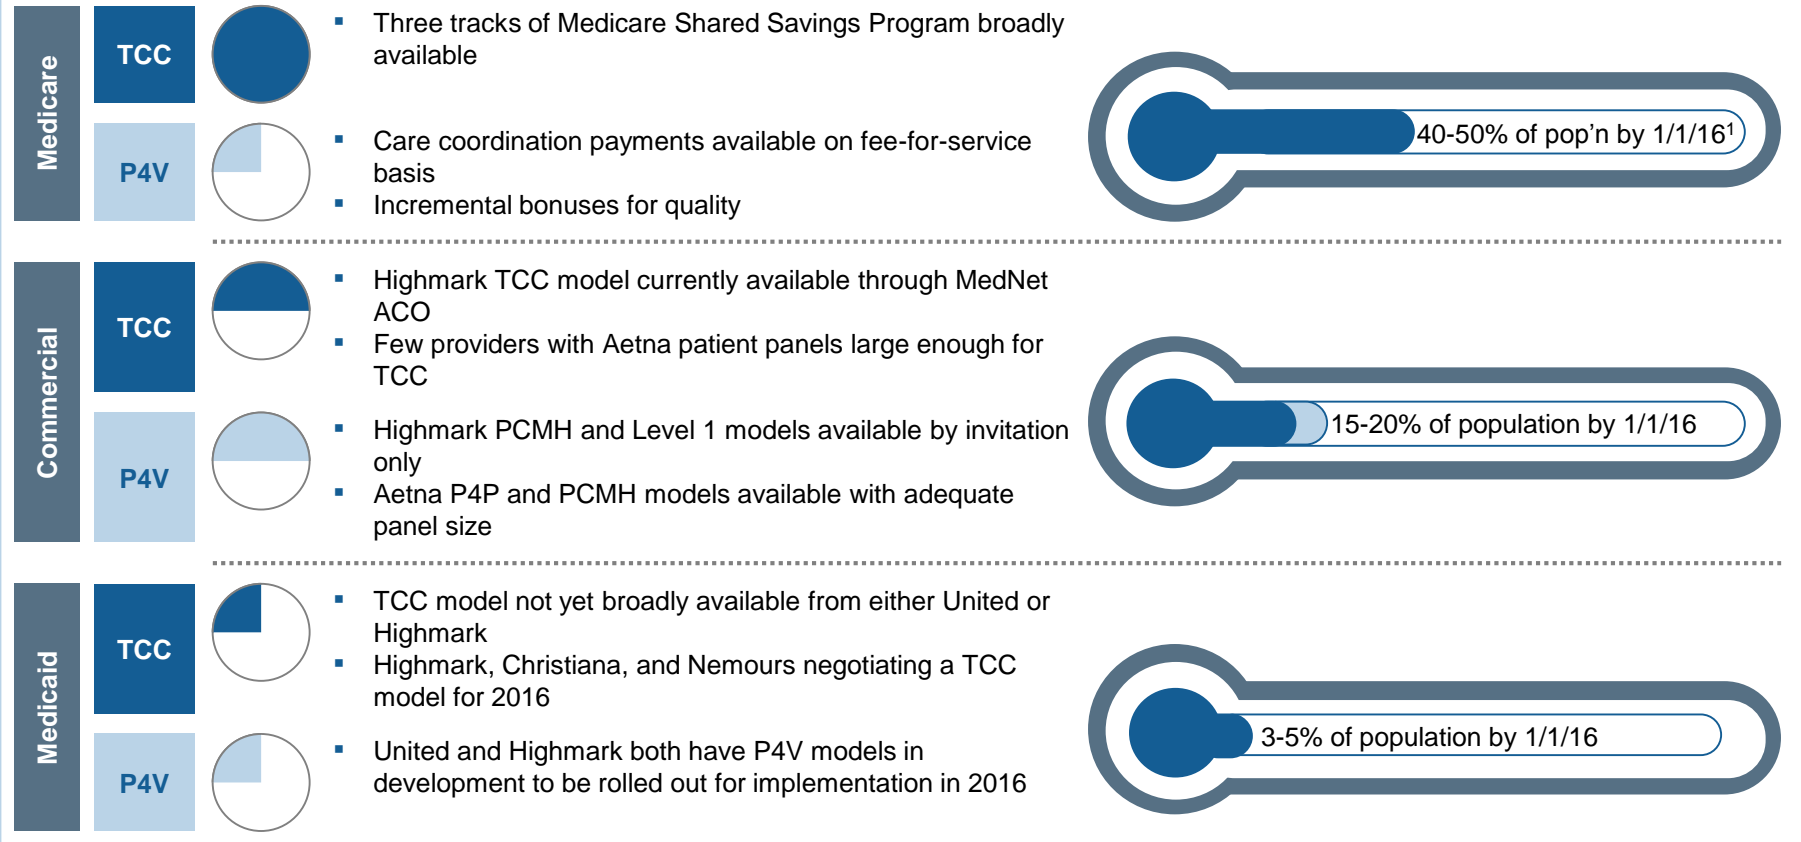 Medicare
TCC
▪ Three tracks of Medicare Shared Savings Program broadly
available
P4V
▪ Care coordination payments available on fee-for-service
basis
▪ Incremental bonuses for quality
40-50% of pop’n by 1/1/16¹
Commercial
TCC
▪ Highmark TCC model currently available through MedNet
ACO
▪ Few providers with Aetna patient panels large enough for
TCC
P4V
▪ Highmark PCMH and Level 1 models available by invitation
only
▪ Aetna P4P and PCMH models available with adequate
panel size
15-20% of population by 1/1/16
Medicaid
TCC
▪ TCC model not yet broadly available from either United or
Highmark
▪ Highmark, Christiana, and Nemours negotiating a TCC
model for 2016
P4V
▪ United and Highmark both have P4V models in
development to be rolled out for implementation in 2016
3-5% of population by 1/1/16